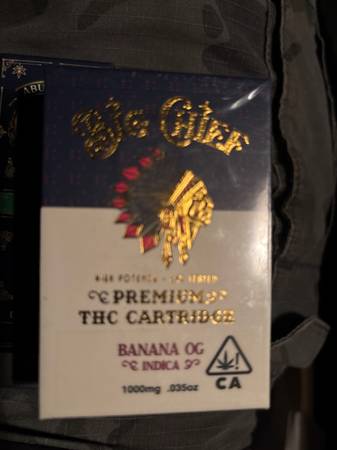 BIG CHIEF
HIGH POTENCY - LAB TESTED
PREMIUM
THC CARTRIDGE
BANANA OG
INDICA
1000mg .035oz
CA